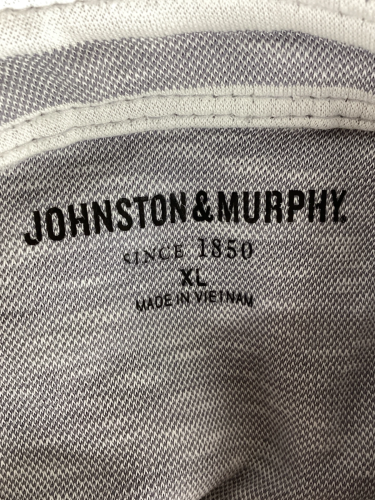 JOHNSTON & MURPHY.
SINCE 1850
XL
MADE IN VIETNAM